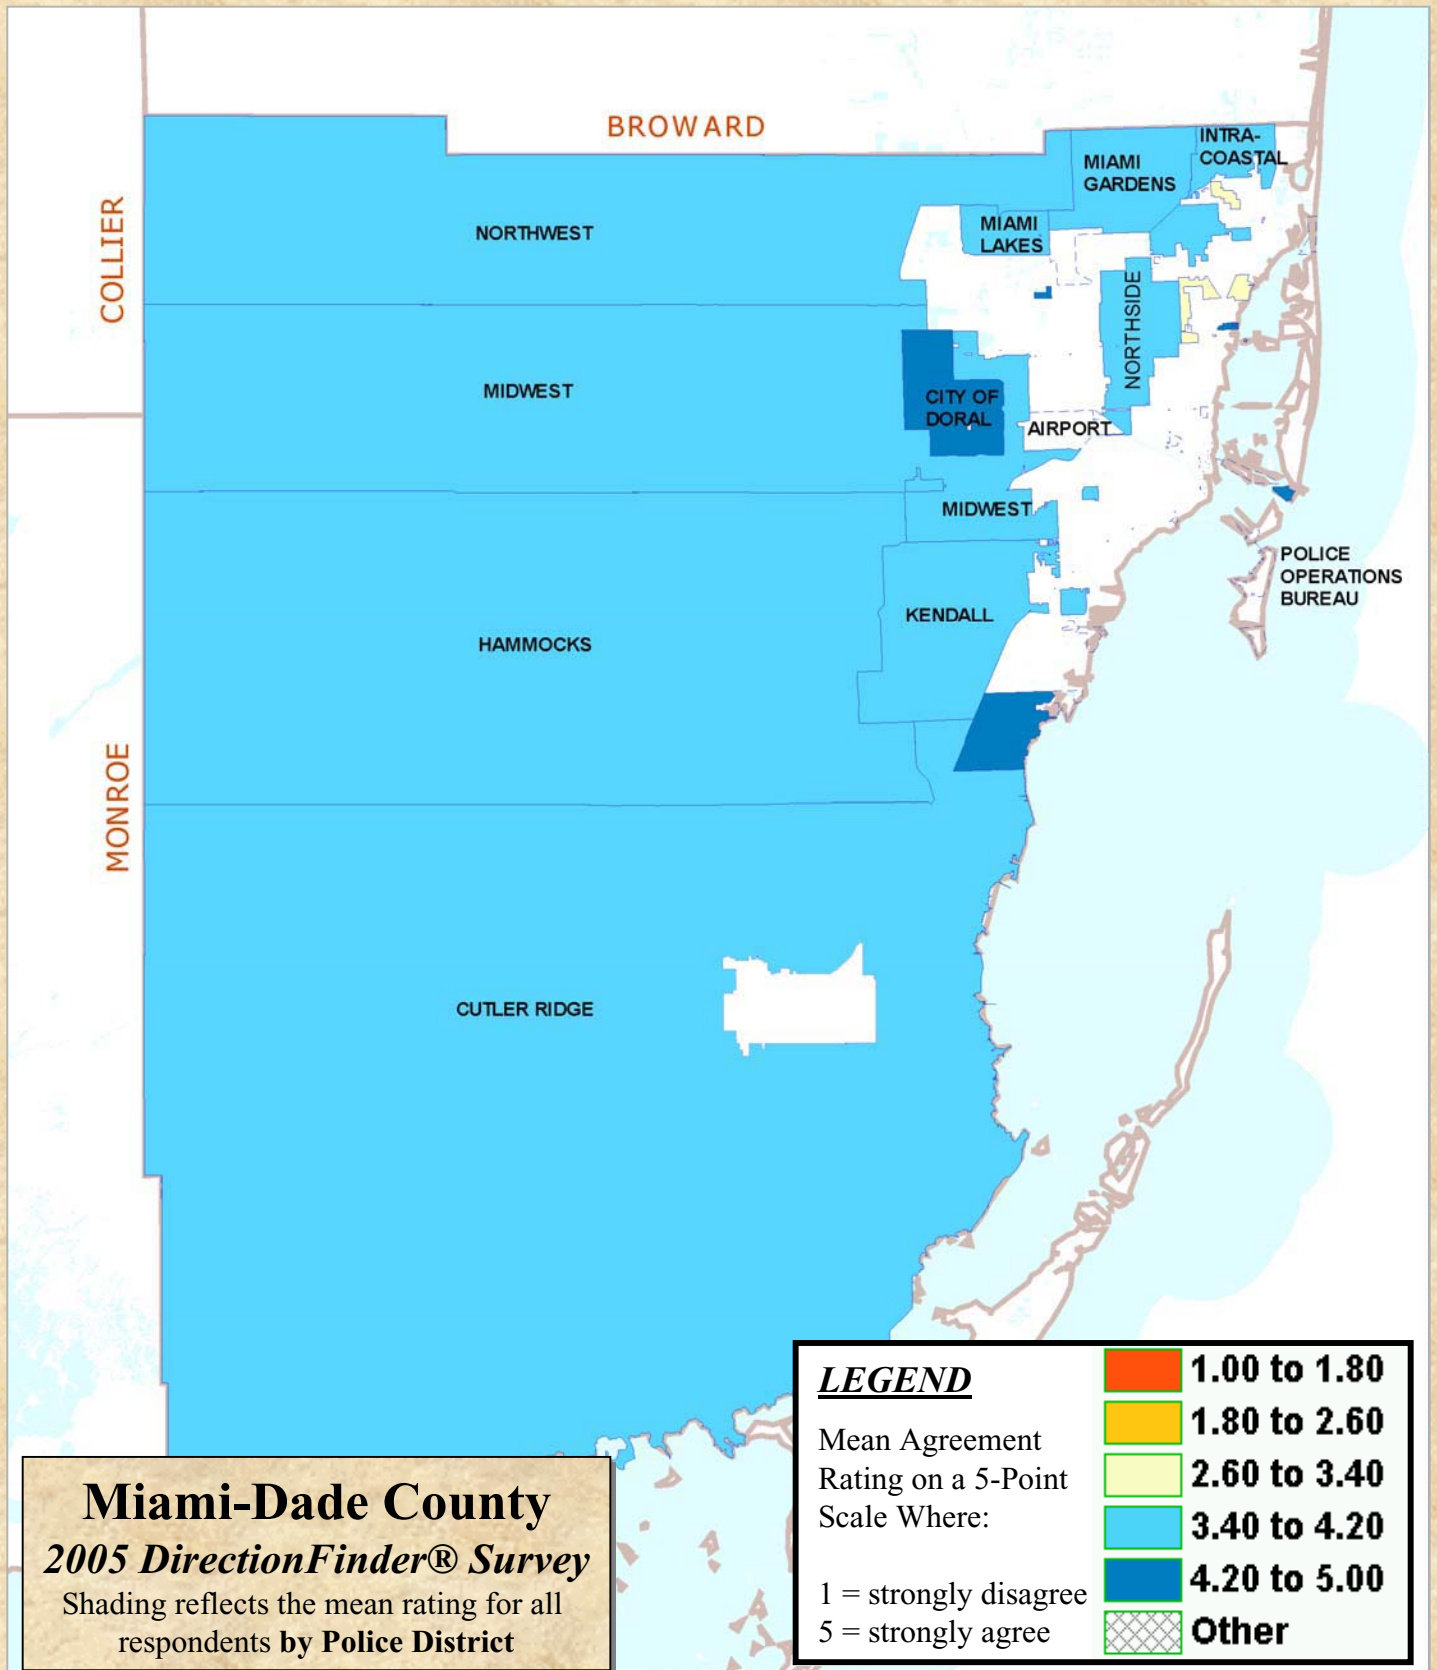 BROWARD
COLLIER
MONROE
INTRA-
COASTAL
MIAMI
GARDENS
NORTHWEST
MIAMI
LAKES
NORTHSIDE
MIDWEST
CITY OF
DORAL
AIRPORT
MIDWEST
POLICE
OPERATIONS
BUREAU
KENDALL
HAMMOCKS
CUTLER RIDGE
LEGEND
Mean Agreement
Rating on a 5-Point
Scale Where:
1 = strongly disagree
5 = strongly agree
1.00 to 1.80
1.80 to 2.60
2.60 to 3.40
3.40 to 4.20
4.20 to 5.00
Other
Miami-Dade County
2005 DirectionFinder® Survey
Shading reflects the mean rating for all
respondents by Police District